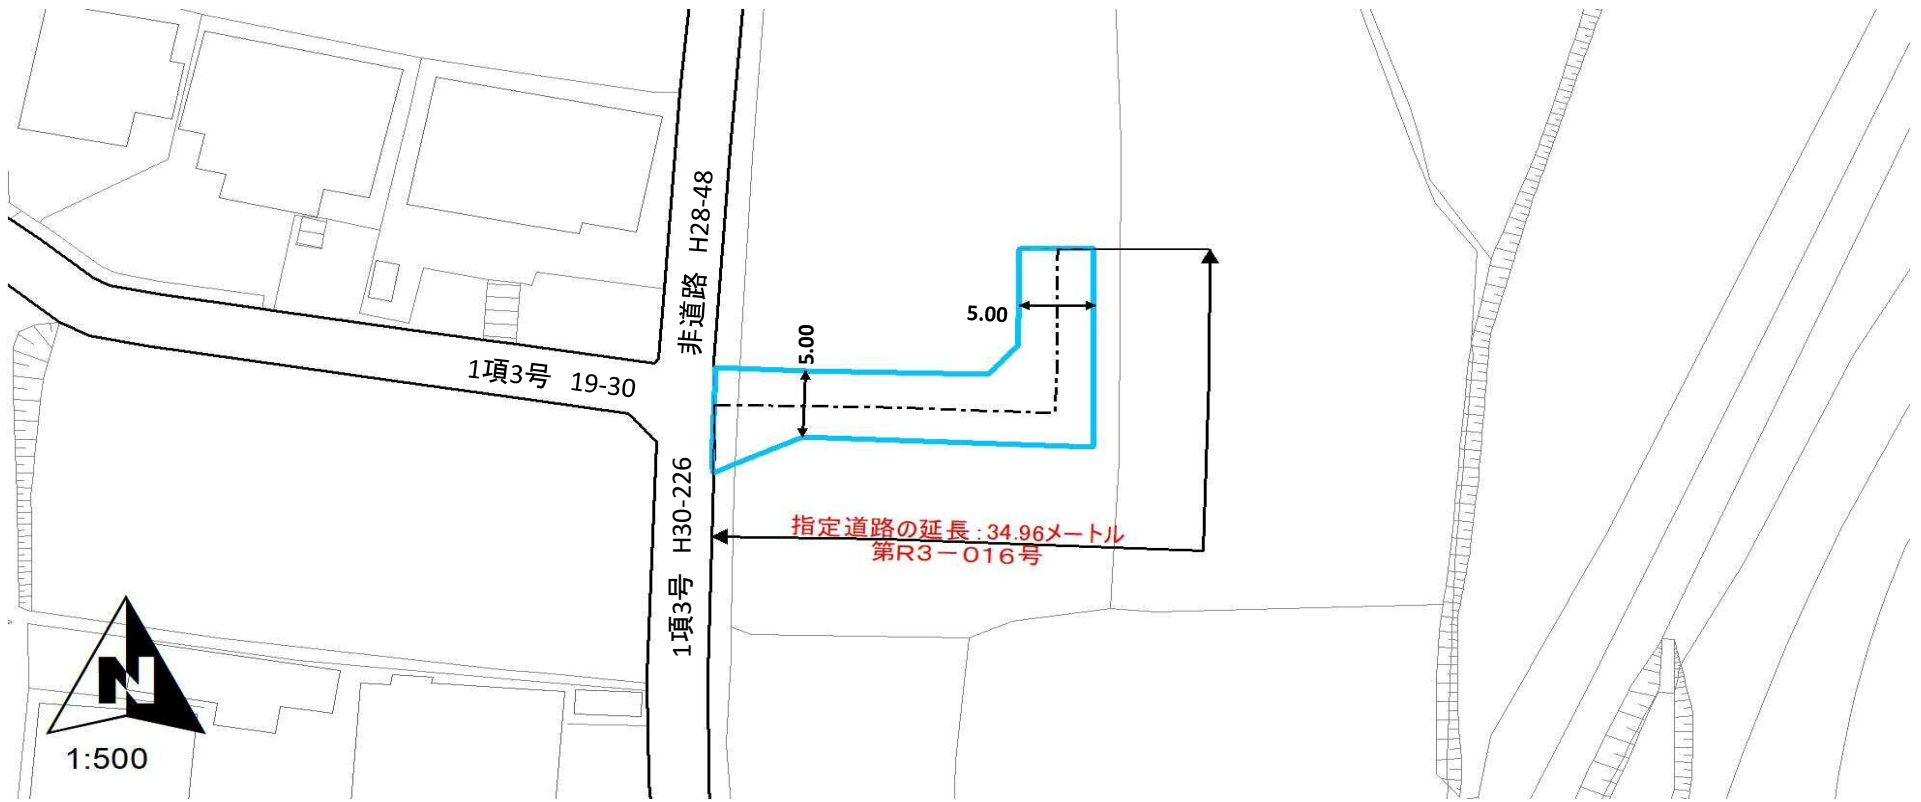 非道路 H28-48
5.00
5.00
1項3号 19-30
1項3号 H30-226
指定道路の延長:34.96メートル
第R3-016号
N
1:500